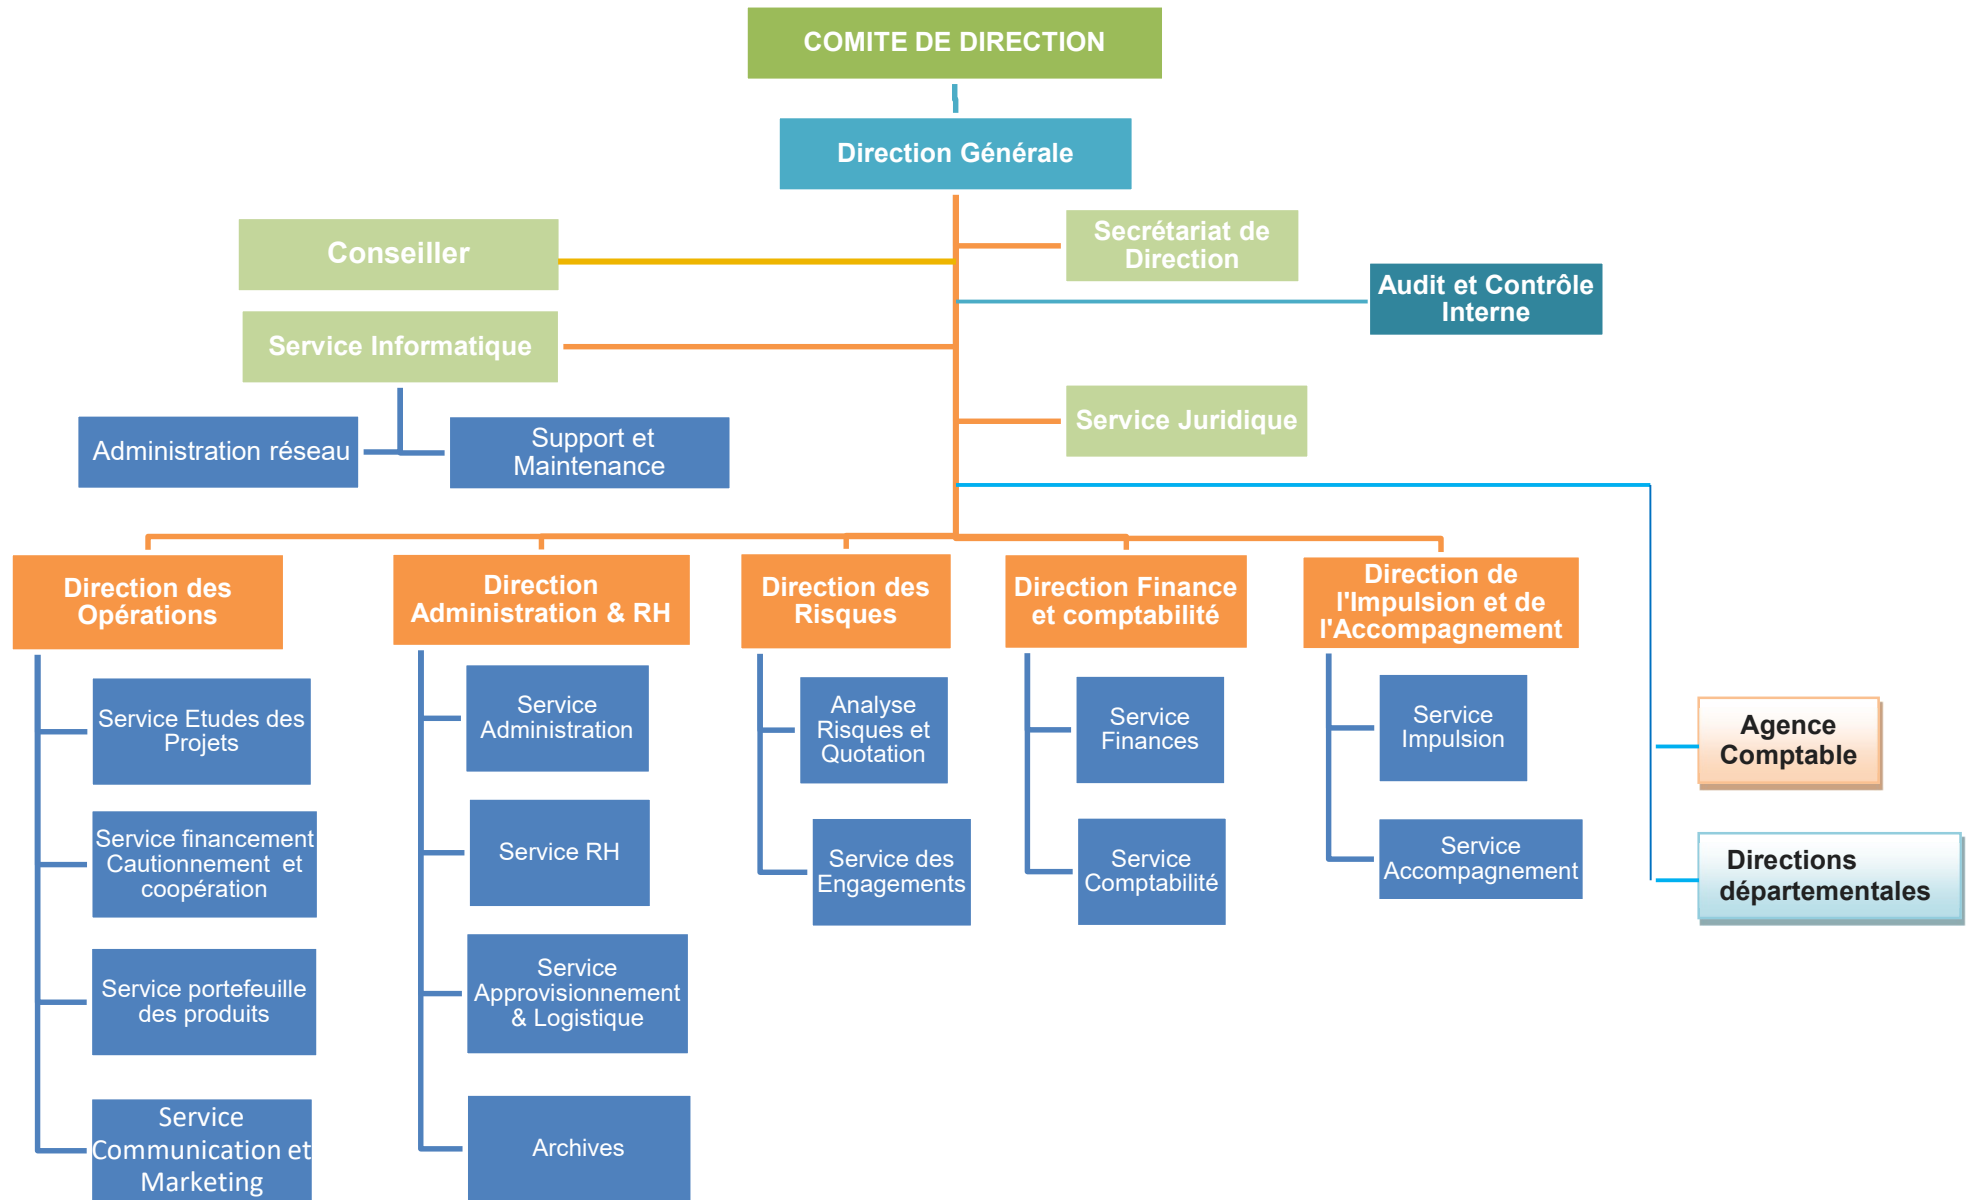 COMITE DE DIRECTION
Direction Générale
Conseiller
Secrétariat de
Direction
Audit et Contrôle
Interne
Service Informatique
Service Juridique
Administration réseau
Support et
Maintenance
Direction des
Opérations
Direction
Administration & RH
Direction des
Risques
Direction Finance
et comptabilité
Direction de
l'Impulsion et de
l'Accompagnement
Service Etudes des
Projets
Service financement
Cautionnement et
coopération
Service portefeuille
des produits
Service
Communication et
Marketing
Service
Administration
Service RH
Service
Approvisionnement
& Logistique
Archives
Analyse
Risques et
Quotation
Service des
Engagements
Service
Finances
Service
Comptabilité
Service
Impulsion
Service
Accompagnement
Agence
Comptable
Directions
départementales